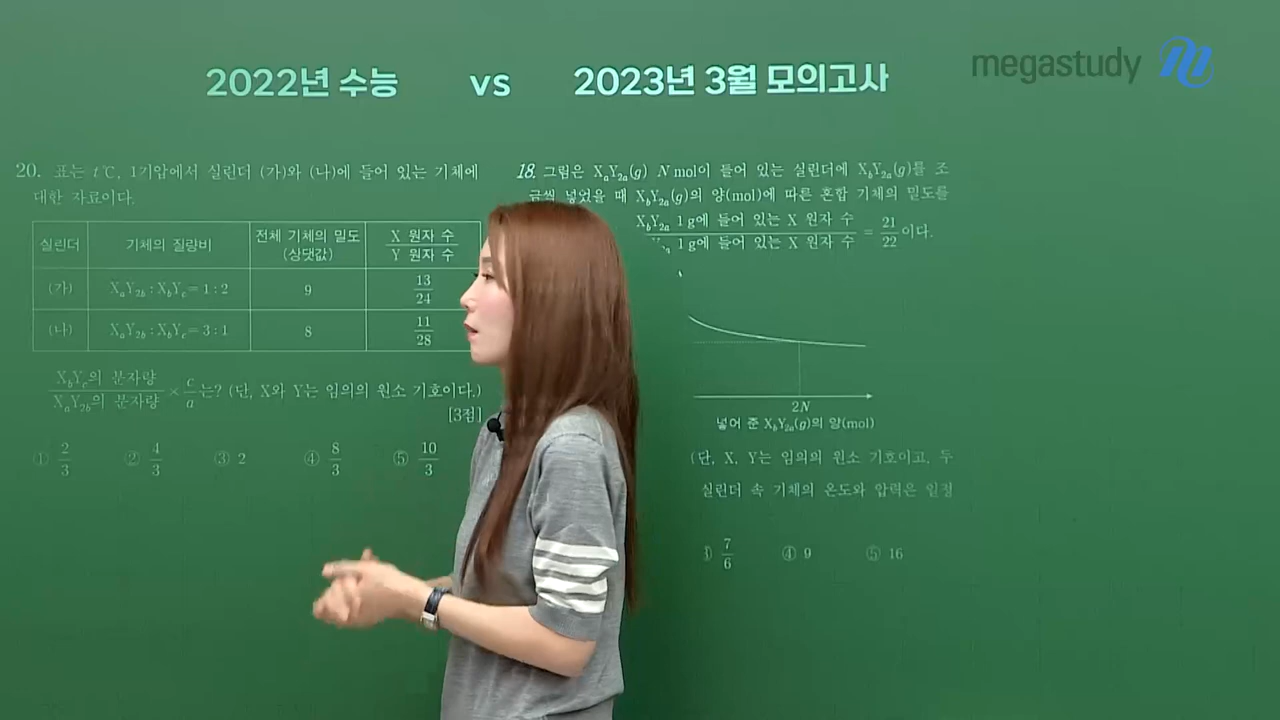 2022년 수능 vs 2023년 3월 모의고사
megastudy
20. 표는 t℃, 1기압에서 실린더 (가)와 (나)에 들어 있는 기체에
대한 자료이다.
실린더 기체의 질량비 전체 기체의 밀도 (상댓값) X 원자 수 / Y 원자 수
(가) XₐY₂b : XbYc = 1 : 2 9 13/24
(나) XₐY₂b : XbYc = 3 : 1 8 11/28
XbYc의 분자량 / XₐY₂b의 분자량 × c/a 는? (단, X와 Y는 임의의 원소 기호이다.)
[3점]
① 2/3 ② 4/3 ③ 2 ④ 8/3 ⑤ 10/3
18. 그림은 XₐY₂ₐ(g) N mol이 들어 있는 실린더에 XbY₂ₐ(g)를 조
금씩 넣었을 때 XbY₂ₐ(g)의 양(mol)에 따른 혼합 기체의 밀도를
XbY₂ₐ 1 g에 들어 있는 X 원자 수 / 1 g에 들어 있는 X 원자 수 = 21/22 이다.
2N
넣어 준 XbY₂ₐ(g)의 양(mol)
(단, X, Y는 임의의 원소 기호이고, 두
실린더 속 기체의 온도와 압력은 일정
7/6 ④ 9 ⑤ 16